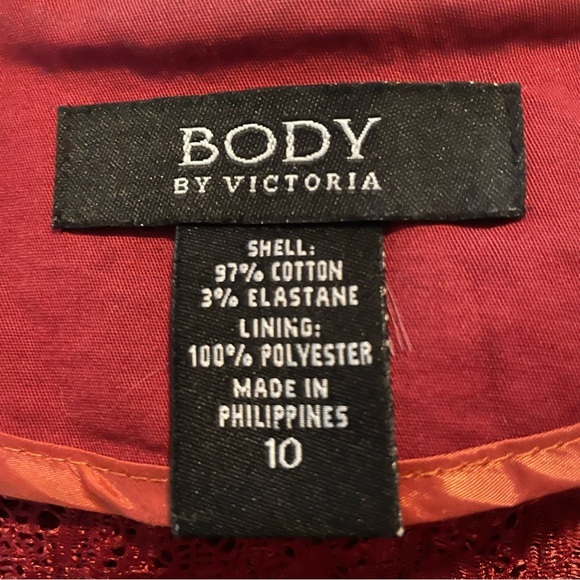 BODY
BY VICTORIA
SHELL:
97% COTTON
3% ELASTANE
LINING:
100% POLYESTER
MADE IN
PHILIPPINES
10